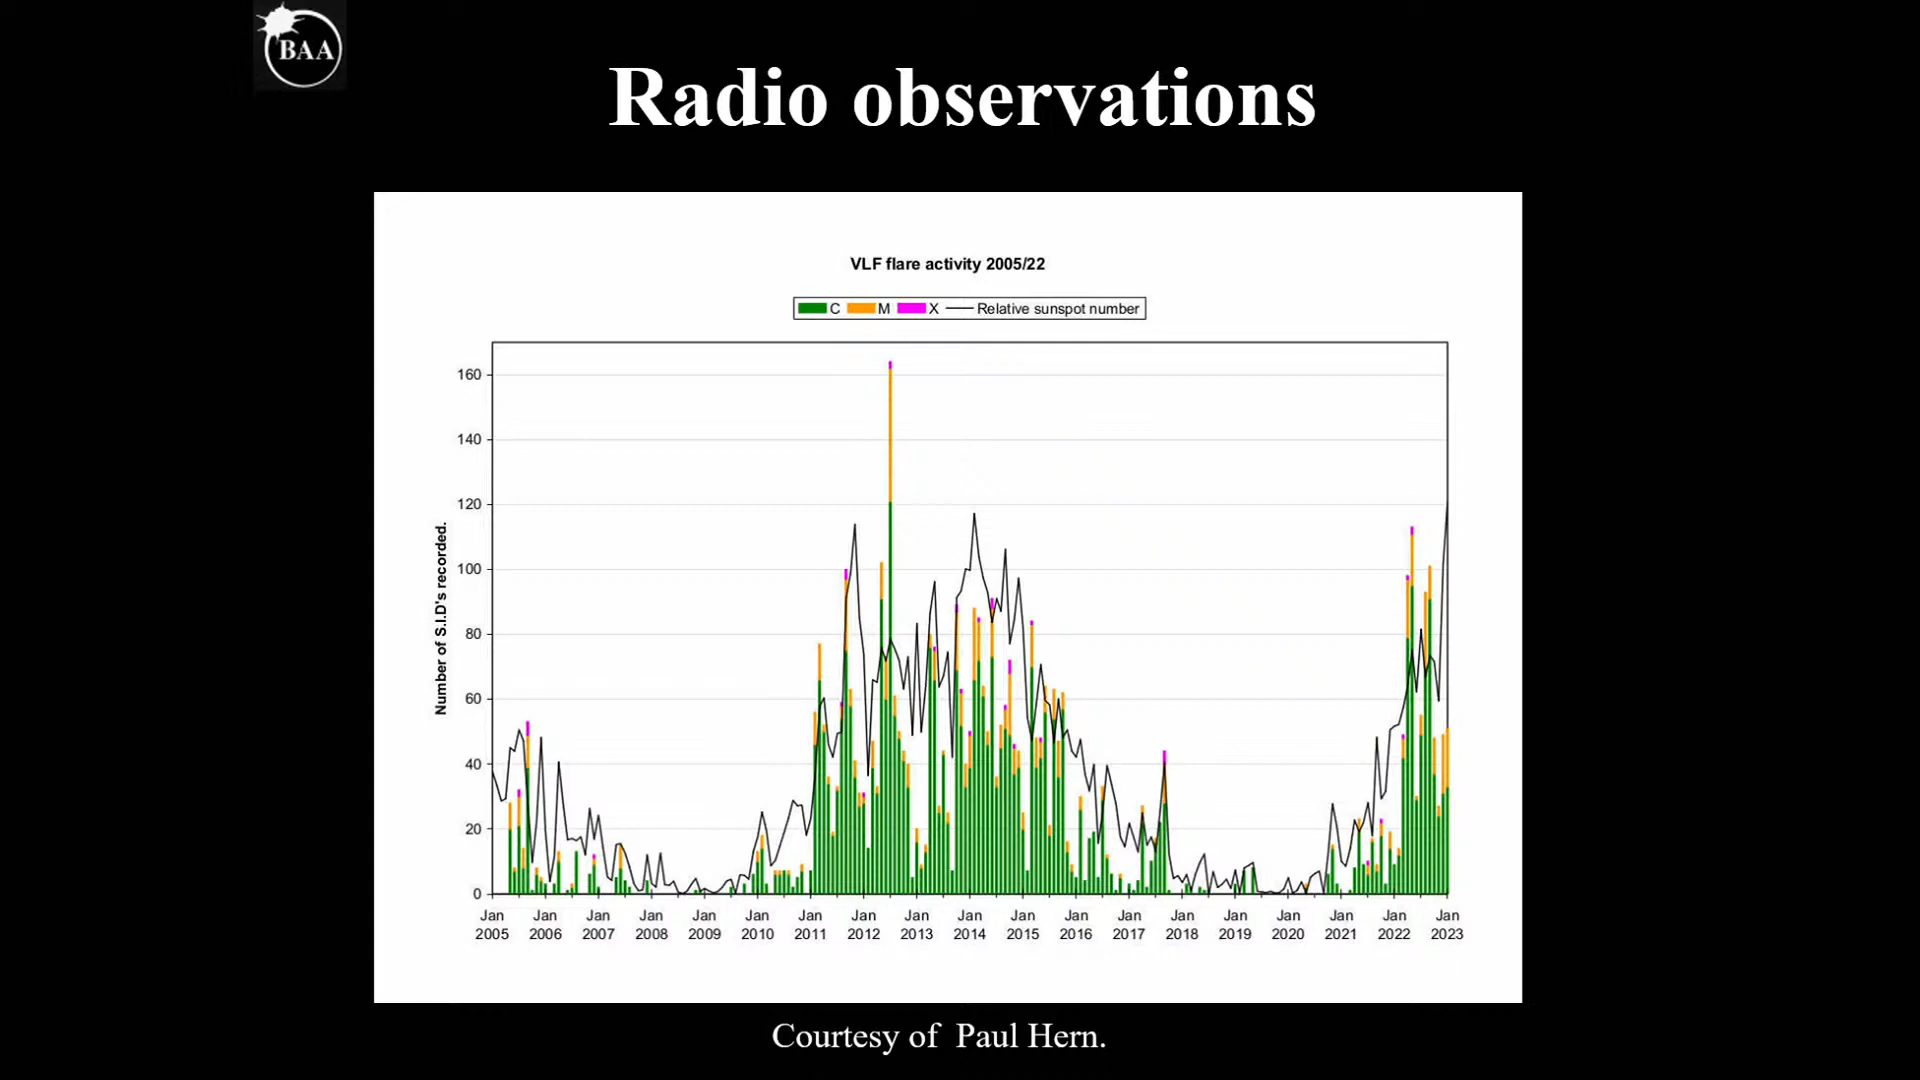 BAA
Radio observations
VLF flare activity 2005/22
C M X Relative sunspot number
Number of S.I.D's recorded.
160
140
120
100
80
60
40
20
0
Jan Jan Jan Jan Jan Jan Jan Jan Jan Jan Jan Jan Jan Jan Jan Jan Jan Jan Jan
2005 2006 2007 2008 2009 2010 2011 2012 2013 2014 2015 2016 2017 2018 2019 2020 2021 2022 2023
Courtesy of Paul Hern.